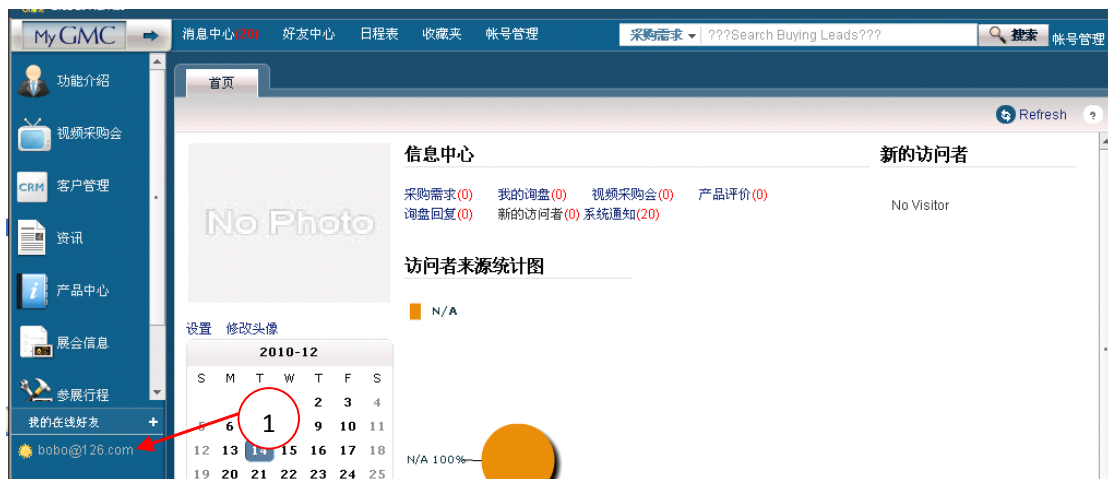 My GMC
消息中心(20) 好友中心 日程表 收藏夹 帐号管理
采购需求 ???Search Buying Leads???
搜索
帐号管理
功能介绍
视频采购会
CRM 客户管理
资讯
产品中心
展会信息
参展行程
我的在线好友 +
bobo@126.com
首页
Refresh ?
No Photo
设置 修改头像
2010-12
S M T W T F S
2 3 4
5 6 9 10 11
12 13 14 15 16 17 18
19 20 21 22 23 24 25
1
信息中心
采购需求(0) 我的询盘(0) 视频采购会(0) 产品评价(0)
询盘回复(0) 新的访问者(0) 系统通知(20)
访问者来源统计图
N/A
N/A 100%
新的访问者
No Visitor